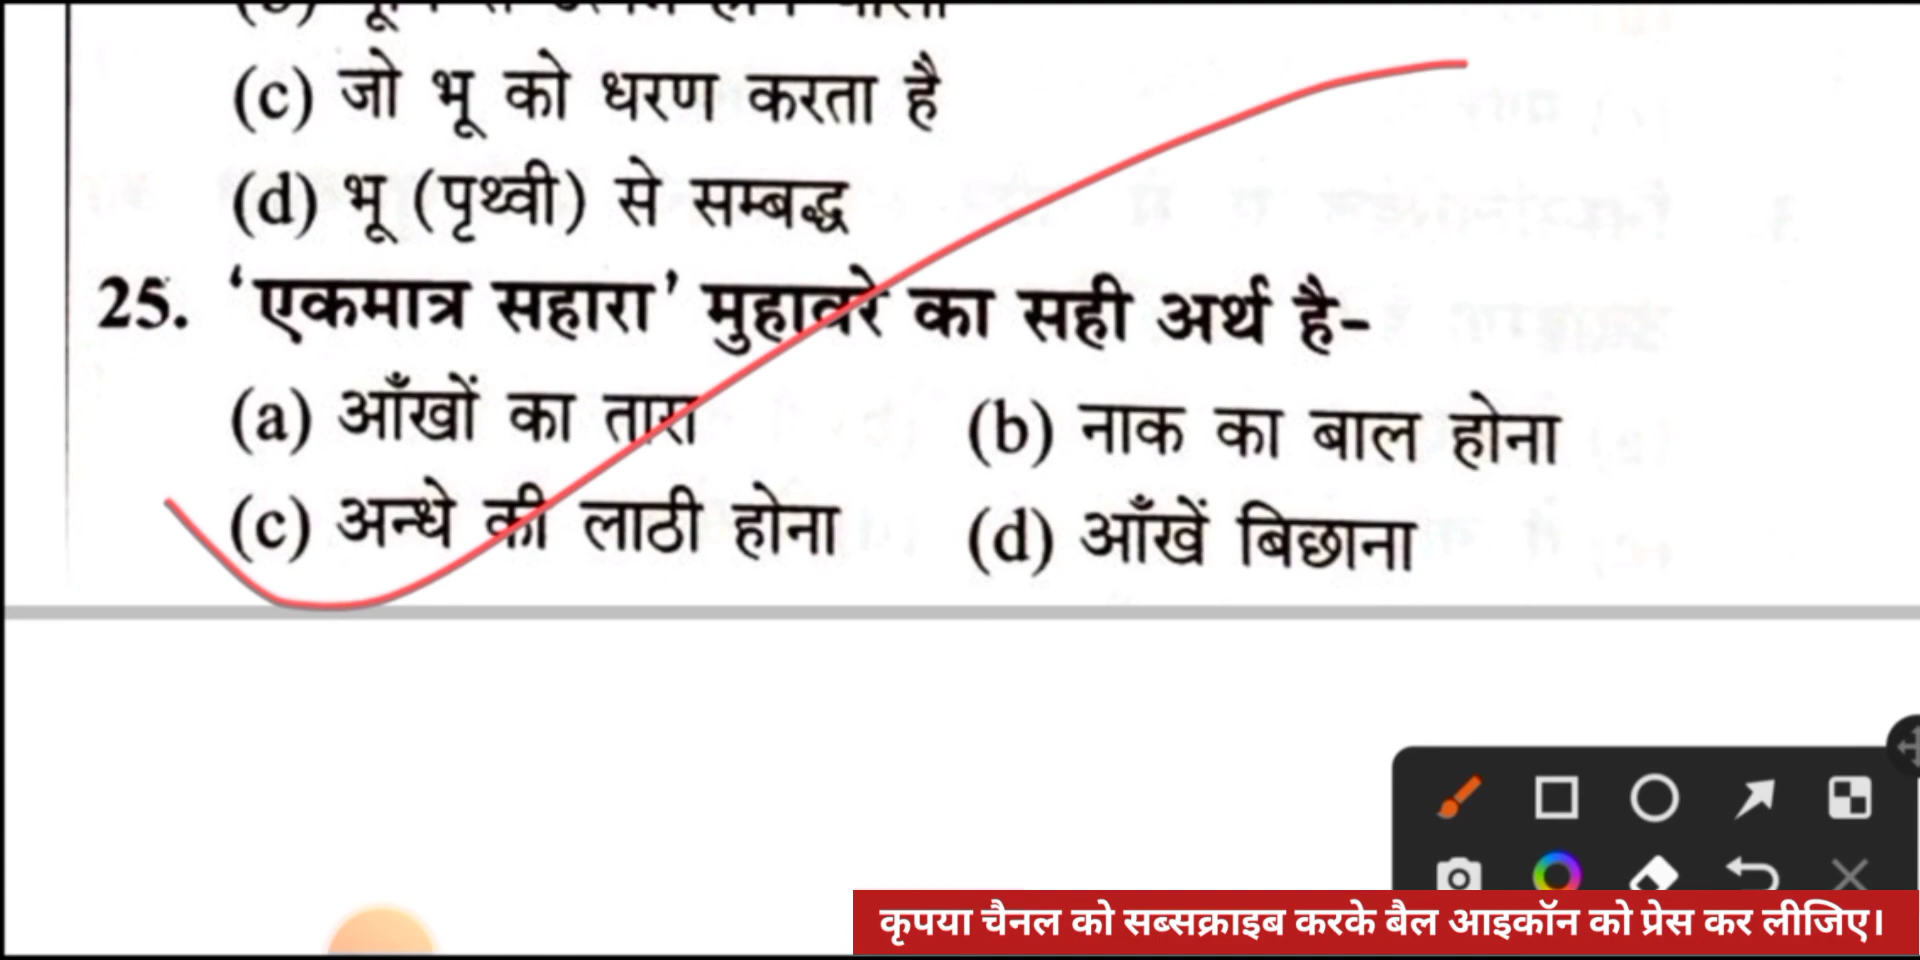 (c) जो भू को धरण करता है
(d) भू (पृथ्वी) से सम्बद्ध
25. ‘एकमात्र सहारा’ मुहावरे का सही अर्थ है-
(a) आँखों का तारा (b) नाक का बाल होना
(c) अन्धे की लाठी होना (d) आँखें बिछाना
कृपया चैनल को सब्सक्राइब करके बैल आइकॉन को प्रेस कर लीजिए।